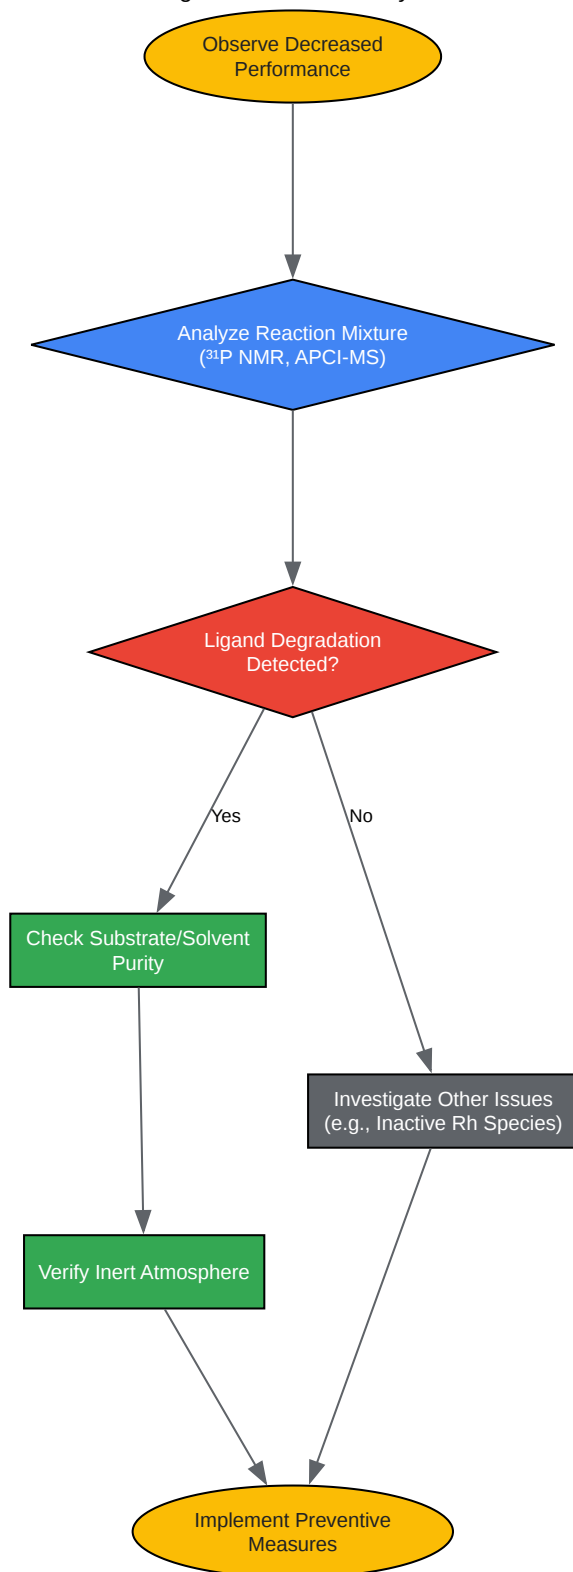 Observe Decreased
Performance
Analyze Reaction Mixture
(³¹P NMR, APCI-MS)
Ligand Degradation
Detected?
Yes
No
Check Substrate/Solvent
Purity
Investigate Other Issues
(e.g., Inactive Rh Species)
Verify Inert Atmosphere
Implement Preventive
Measures